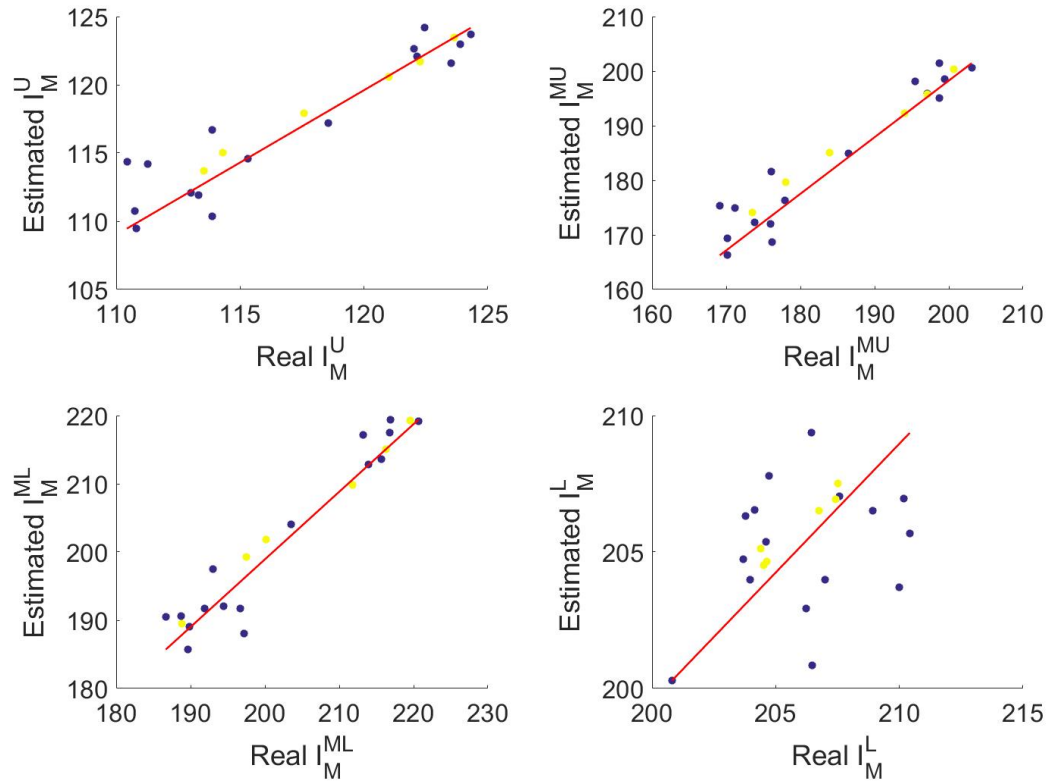 Estimated I_M^U
125
120
115
110
105
110 115 120 125
Real I_M^U
Estimated I_M^MU
210
200
190
180
170
160
160 170 180 190 200 210
Real I_M^MU
Estimated I_M^ML
220
210
200
190
180
180 190 200 210 220 230
Real I_M^ML
Estimated I_M^L
210
205
200
200 205 210 215
Real I_M^L